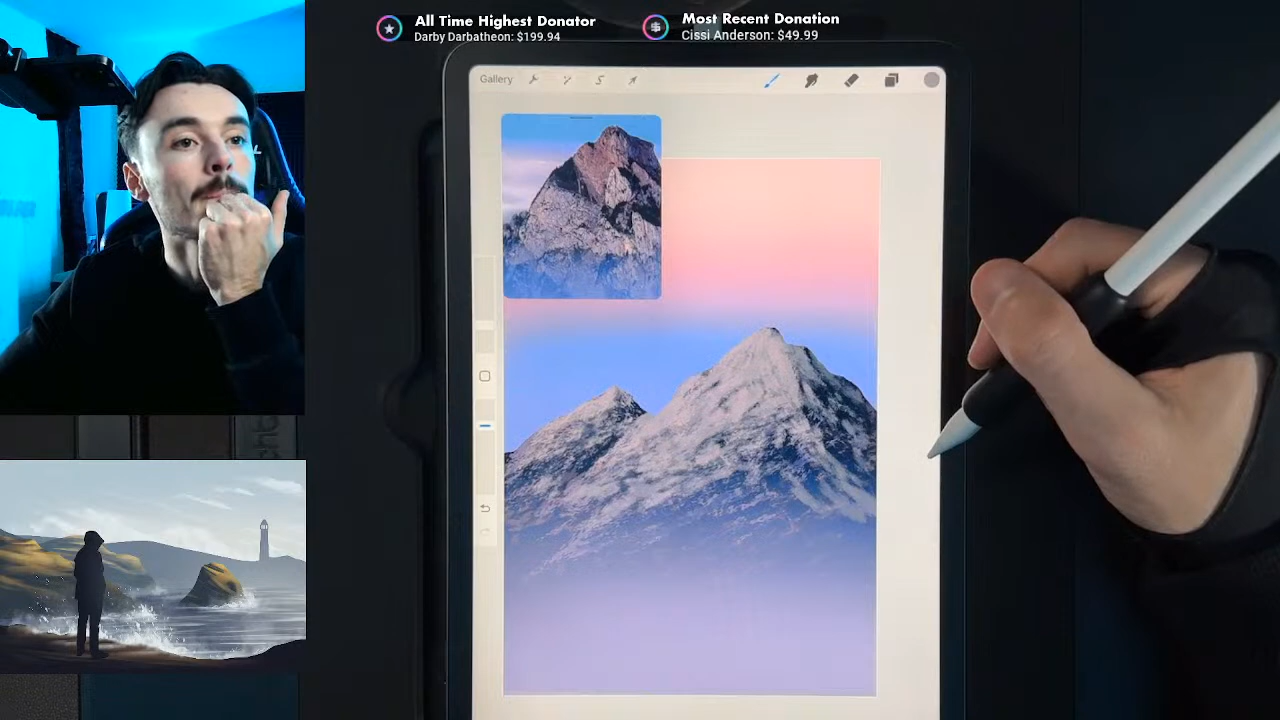 All Time Highest Donator
Darby Darbatheon: $199.94
Most Recent Donation
Cissi Anderson: $49.99
Gallery